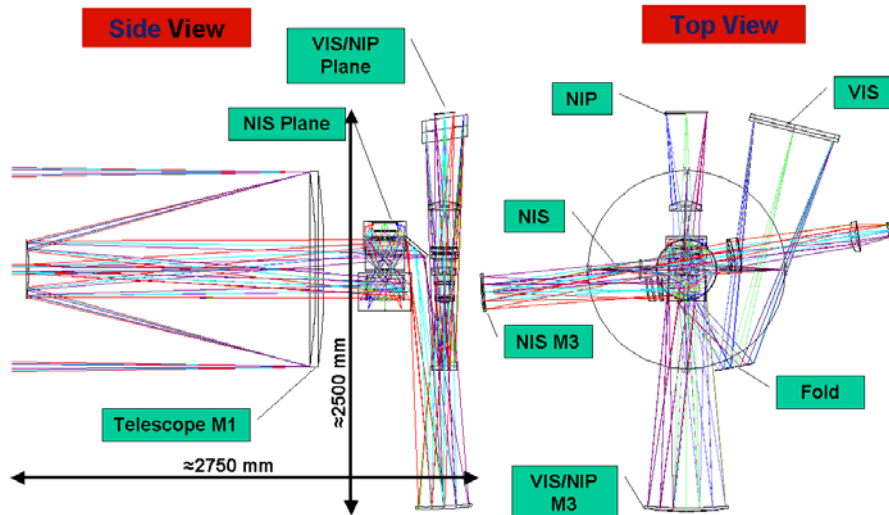 Side View
Top View
VIS/NIP
Plane
NIP
VIS
NIS Plane
NIS
NIS M3
≈2500 mm
Fold
Telescope M1
≈2750 mm
VIS/NIP
M3